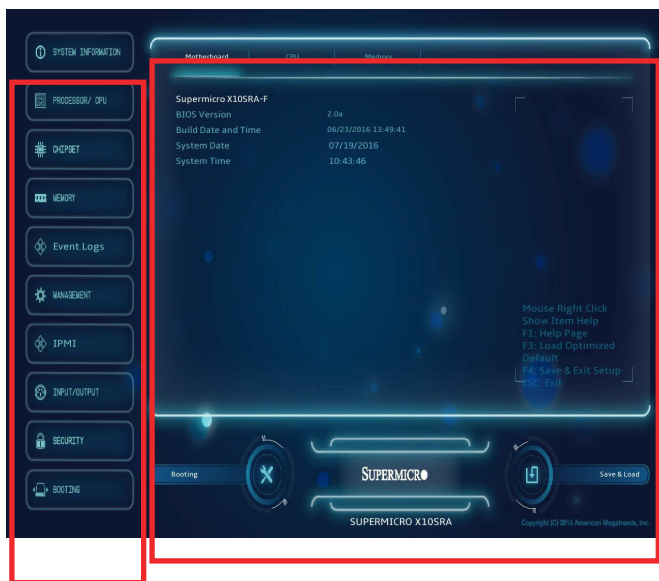 SYSTEM INFORMATION
PROCESSOR/ CPU
CHIPSET
MEMORY
Event Logs
MANAGEMENT
IPMI
INPUT/OUTPUT
SECURITY
BOOTING
Motherboard CPU Memory
Supermicro X10SRA-F
BIOS Version 2.0a
Build Date and Time 06/23/2016 13:49:41
System Date 07/19/2016
System Time 10:43:46
Mouse Right Click
Show Item Help
F1: Help Page
F3: Load Optimized
Default
F4: Save & Exit Setup
ESC: Exit
Booting
SUPERMICRO
Save & Load
SUPERMICRO X10SRA
Copyright (C) 2015 American Megatrends, Inc.